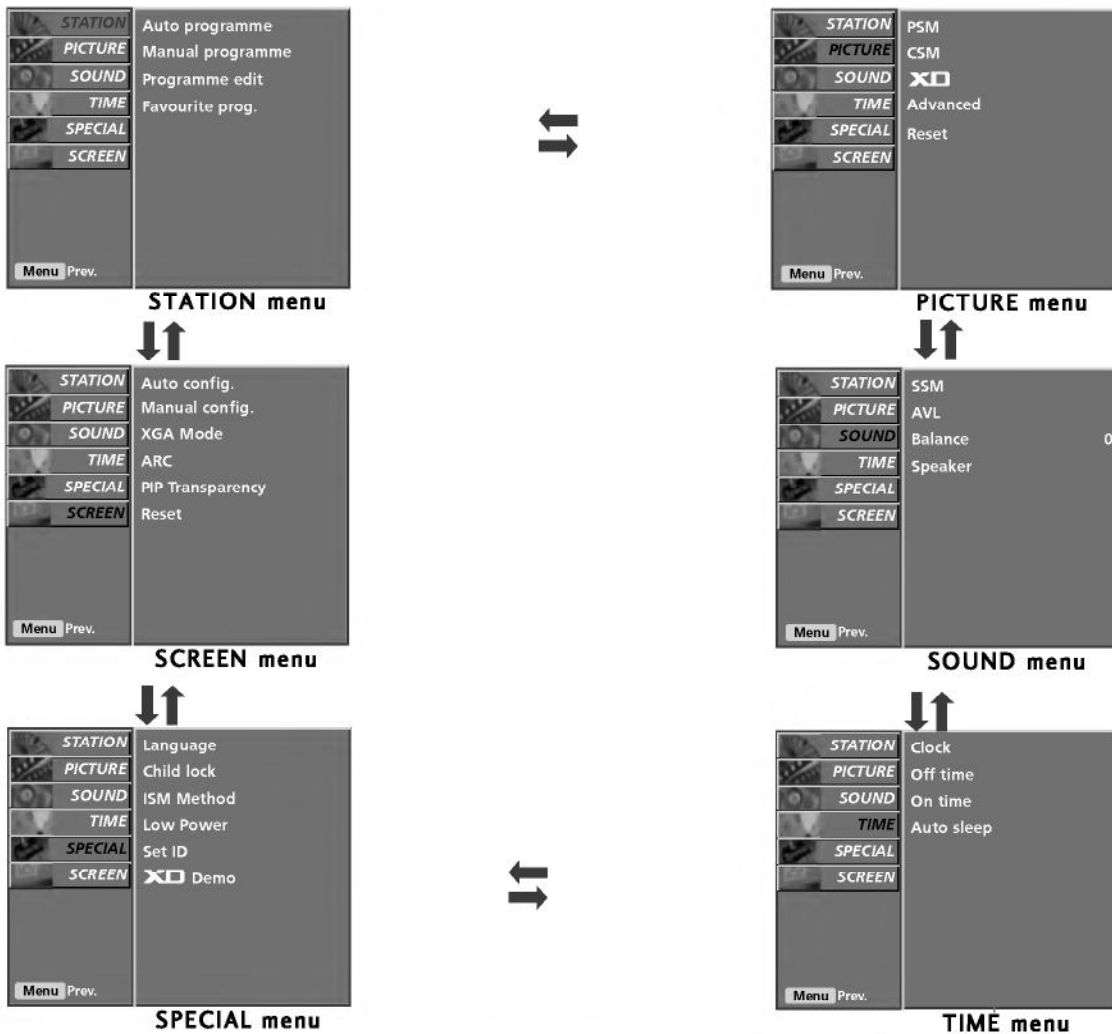 STATION
PICTURE
SOUND
TIME
SPECIAL
SCREEN
Auto programme
Manual programme
Programme edit
Favourite prog.
Menu Prev.
STATION menu
STATION
PICTURE
SOUND
TIME
SPECIAL
SCREEN
PSM
CSM
XD
Advanced
Reset
Menu Prev.
PICTURE menu
STATION
PICTURE
SOUND
TIME
SPECIAL
SCREEN
Auto config.
Manual config.
XGA Mode
ARC
PIP Transparency
Reset
Menu Prev.
SCREEN menu
STATION
PICTURE
SOUND
TIME
SPECIAL
SCREEN
SSM
AVL
Balance 0
Speaker
Menu Prev.
SOUND menu
STATION
PICTURE
SOUND
TIME
SPECIAL
SCREEN
Language
Child lock
ISM Method
Low Power
Set ID
XD Demo
Menu Prev.
SPECIAL menu
STATION
PICTURE
SOUND
TIME
SPECIAL
SCREEN
Clock
Off time
On time
Auto sleep
Menu Prev.
TIME menu